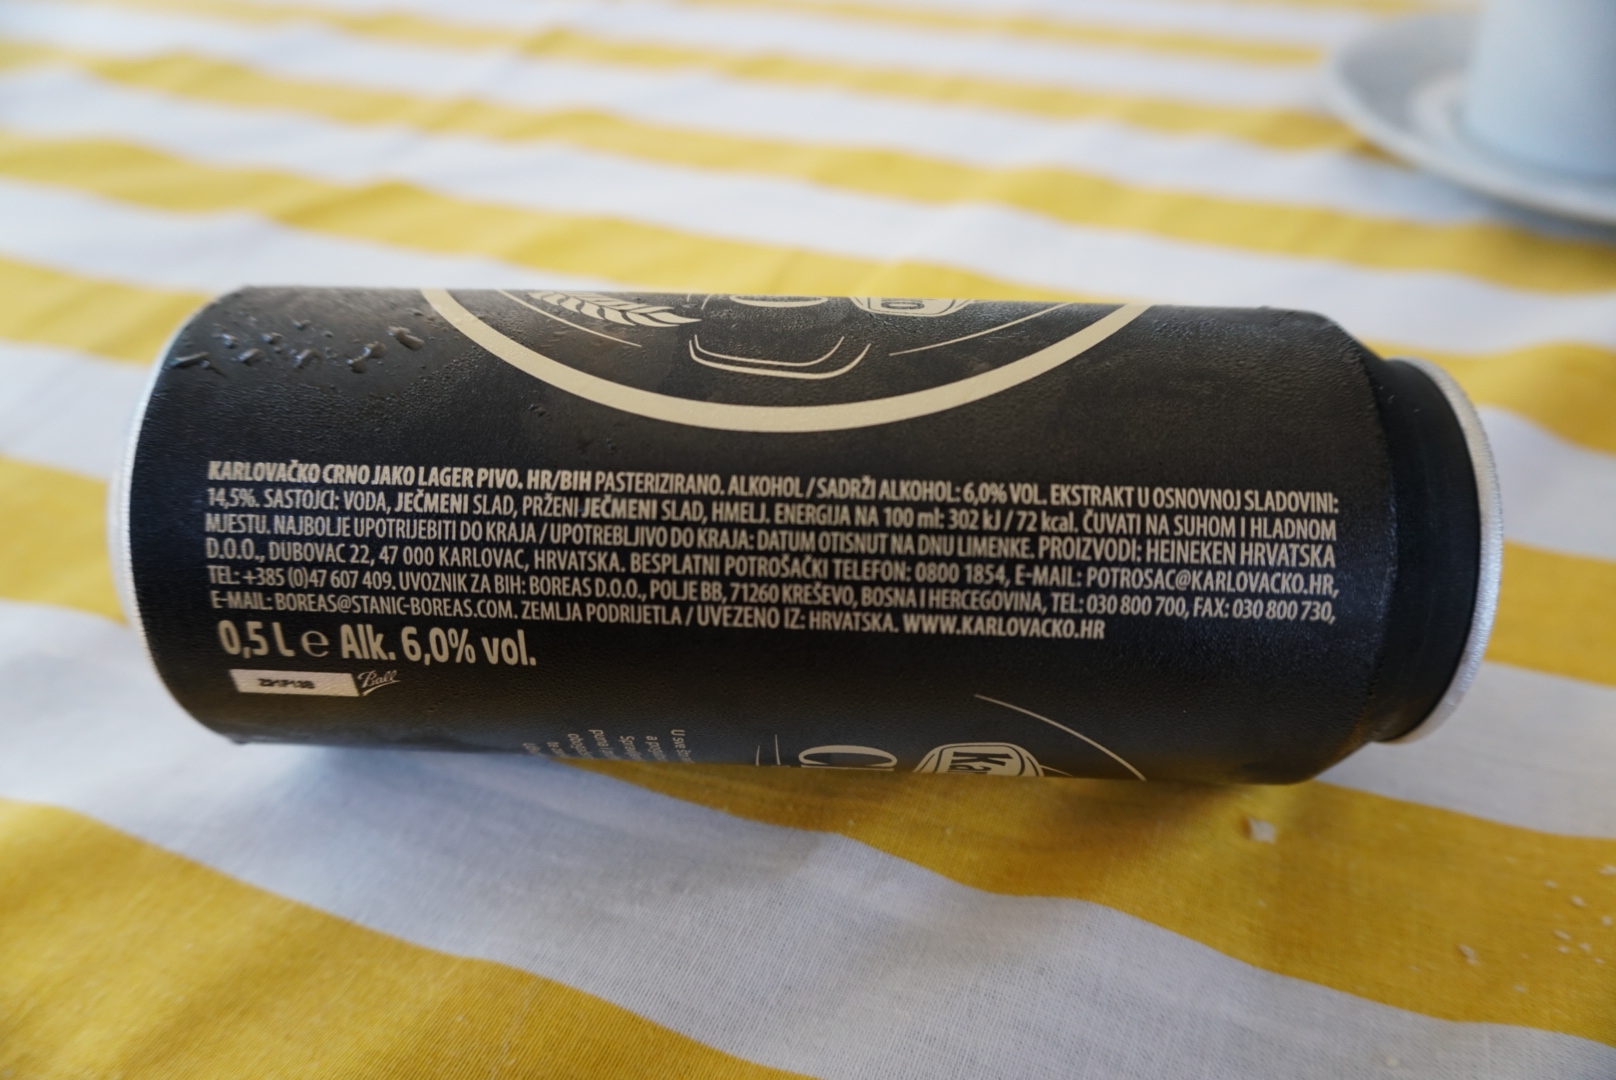 KARLOVAČKO CRNO JAKO LAGER PIVO. HR/BIH PASTERIZIRANO. ALKOHOL / SADRŽI ALKOHOL: 6,0% VOL. EKSTRAKT U OSNOVNOJ SLADOVINI:
14,5%. SASTOJCI: VODA, JEČMENI SLAD, PRŽENI JEČMENI SLAD, HMELJ. ENERGIJA NA 100 ml: 302 kJ / 72 kcal. ČUVATI NA SUHOM I HLADNOM
MJESTU. NAJBOLJE UPOTRIJEBITI DO KRAJA / UPOTREBLJIVO DO KRAJA: DATUM OTISNUT NA DNU LIMENKE. PROIZVODI: HEINEKEN HRVATSKA
D.O.O., DUBOVAC 22, 47 000 KARLOVAC, HRVATSKA. BESPLATNI POTROŠAČKI TELEFON: 0800 1854, E-MAIL: POTROSAC@KARLOVACKO.HR,
TEL: +385 (0)47 607 409. UVOZNIK ZA BIH: BOREAS D.O.O., POLJE BB, 71260 KREŠEVO, BOSNA I HERCEGOVINA, TEL: 030 800 700, FAX: 030 800 730,
E-MAIL: BOREAS@STANIC-BOREAS.COM. ZEMLJA PODRIJETLA / UVEZENO IZ: HRVATSKA. WWW.KARLOVACKO.HR
0,5 L ℮ Alk. 6,0% vol.
Ball